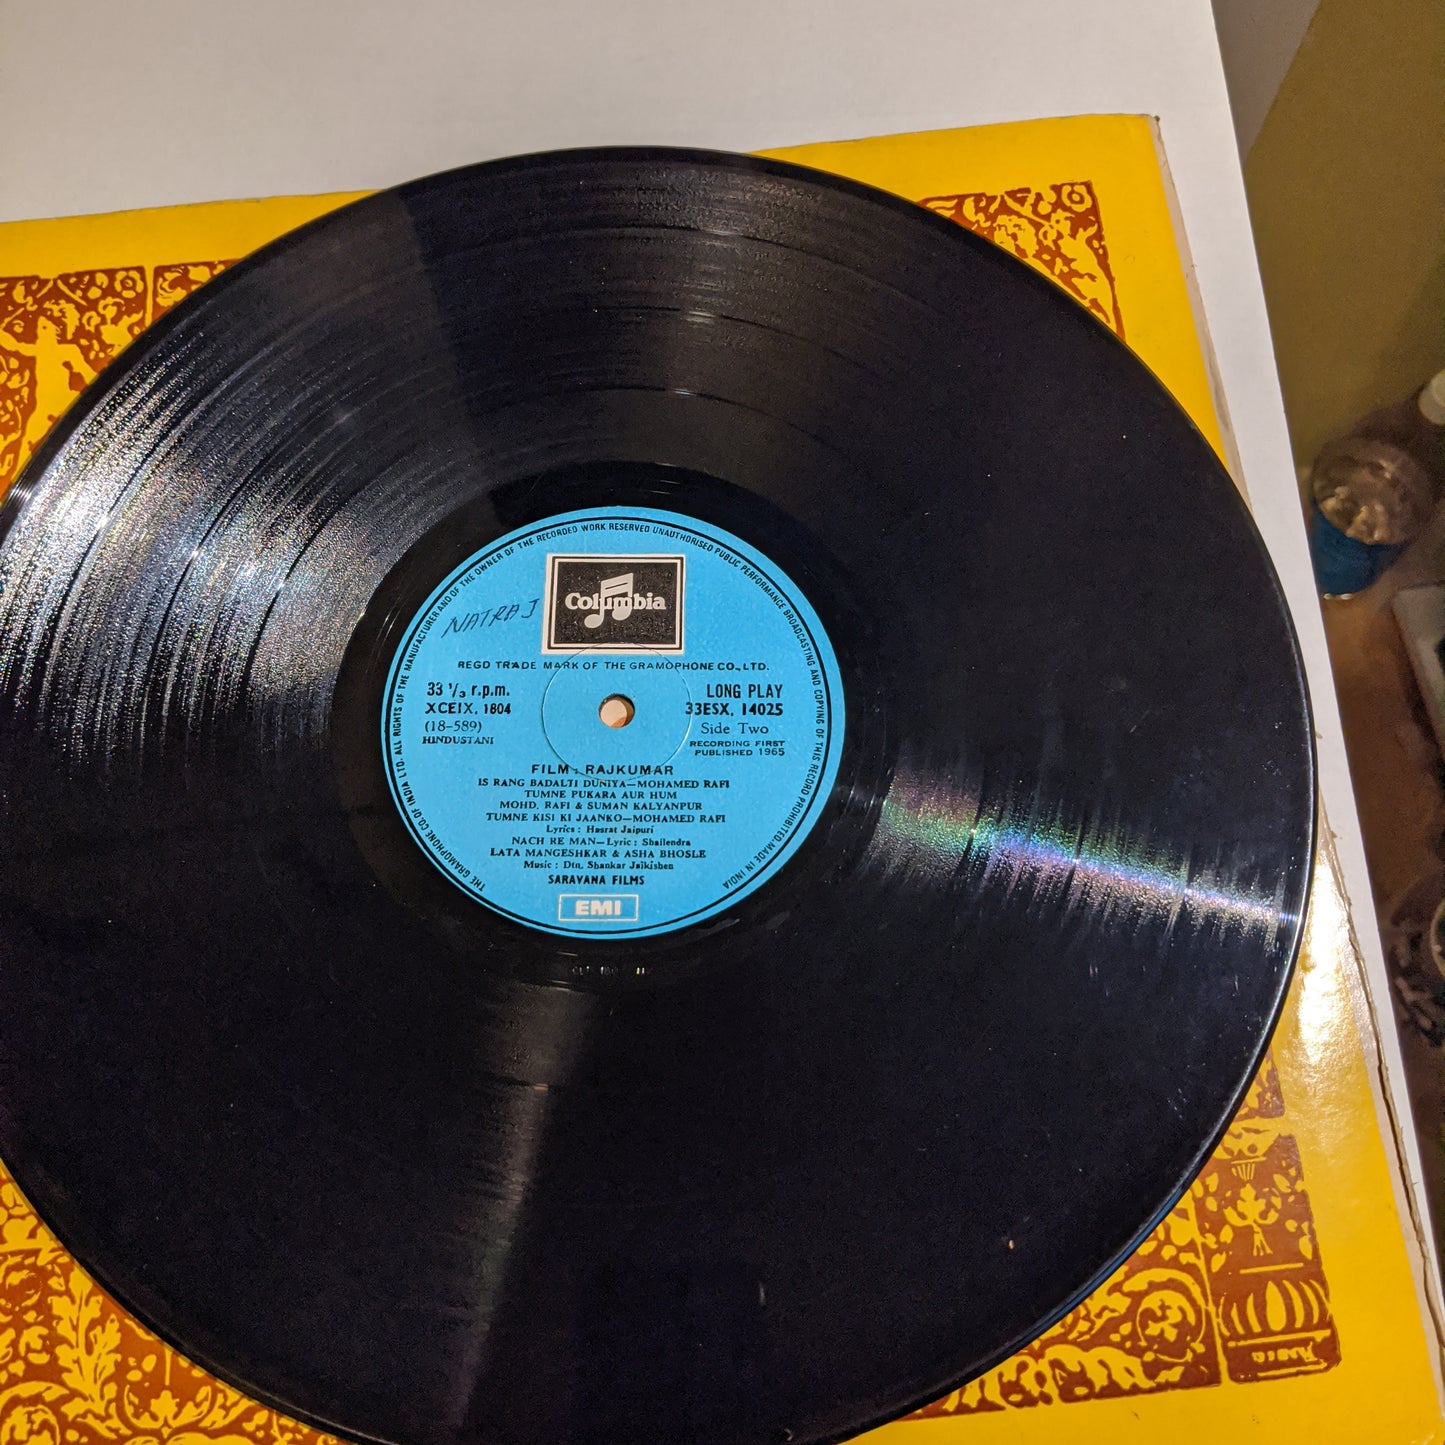 THE GRAMOPHONE CO. OF INDIA LTD. ALL RIGHTS OF THE MANUFACTURER AND OF THE OWNER OF THE RECORDED WORK RESERVED UNAUTHORISED PUBLIC PERFORMANCE BROADCASTING AND COPYING OF THIS RECORD PROHIBITED. MADE IN INDIA
NATRAJ
Columbia
REGD TRADE MARK OF THE GRAMOPHONE CO., LTD.
33 1/3 r.p.m. LONG PLAY
XCEIX. 1804 33ESX. 14025
(18-589) Side Two
HINDUSTANI RECORDING FIRST
PUBLISHED 1965
FILM : RAJKUMAR
IS RANG BADALTI DUNIYA—MOHAMED RAFI
TUMNE PUKARA AUR HUM
MOHD. RAFI & SUMAN KALYANPUR
TUMNE KISI KI JAANKO—MOHAMED RAFI
Lyrics : Hasrat Jaipuri
NACH RE MAN—Lyric : Shailendra
LATA MANGESHKAR & ASHA BHOSLE
Music : Dtn. Shankar Jaikishen
SARAVANA FILMS
EMI